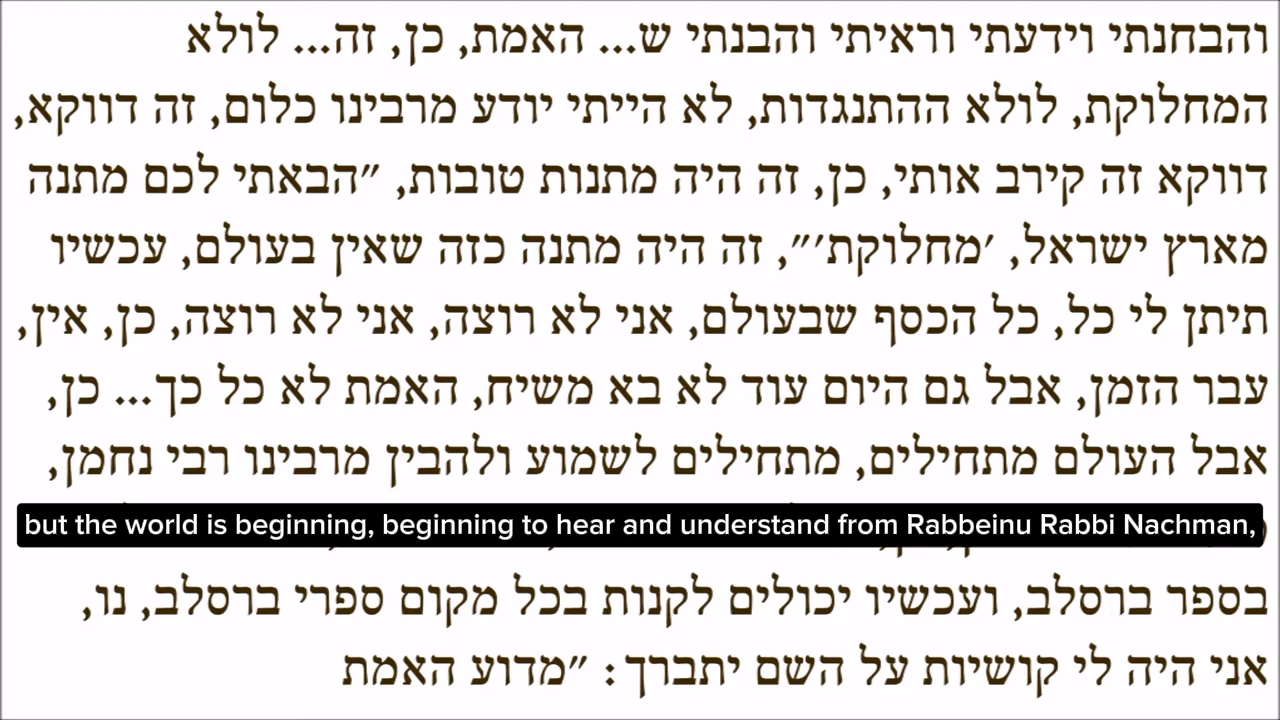 והבחנתי וידעתי וראיתי והבנתי ש... האמת, כן, זה... לולא
המחלוקת, לולא ההתנגדות, לא הייתי יודע מרבינו כלום, זה דווקא,
דווקא זה קירב אותי, כן, זה היה מתנות טובות, "הבאתי לכם מתנה
מארץ ישראל, 'מחלוקת'", זה היה מתנה כזה שאין בעולם, עכשיו
תיתן לי כל, כל הכסף שבעולם, אני לא רוצה, אני לא רוצה, כן, אין,
עבר הזמן, אבל גם היום עוד לא בא משיח, האמת לא כל כך... כן,
אבל העולם מתחילים, מתחילים לשמוע ולהבין מרבינו רבי נחמן,
but the world is beginning, beginning to hear and understand from Rabbeinu Rabbi Nachman,
בספר ברסלב, ועכשיו יכולים לקנות בכל מקום ספרי ברסלב, נו,
אני היה לי קושיות על השם יתברך: "מדוע האמת